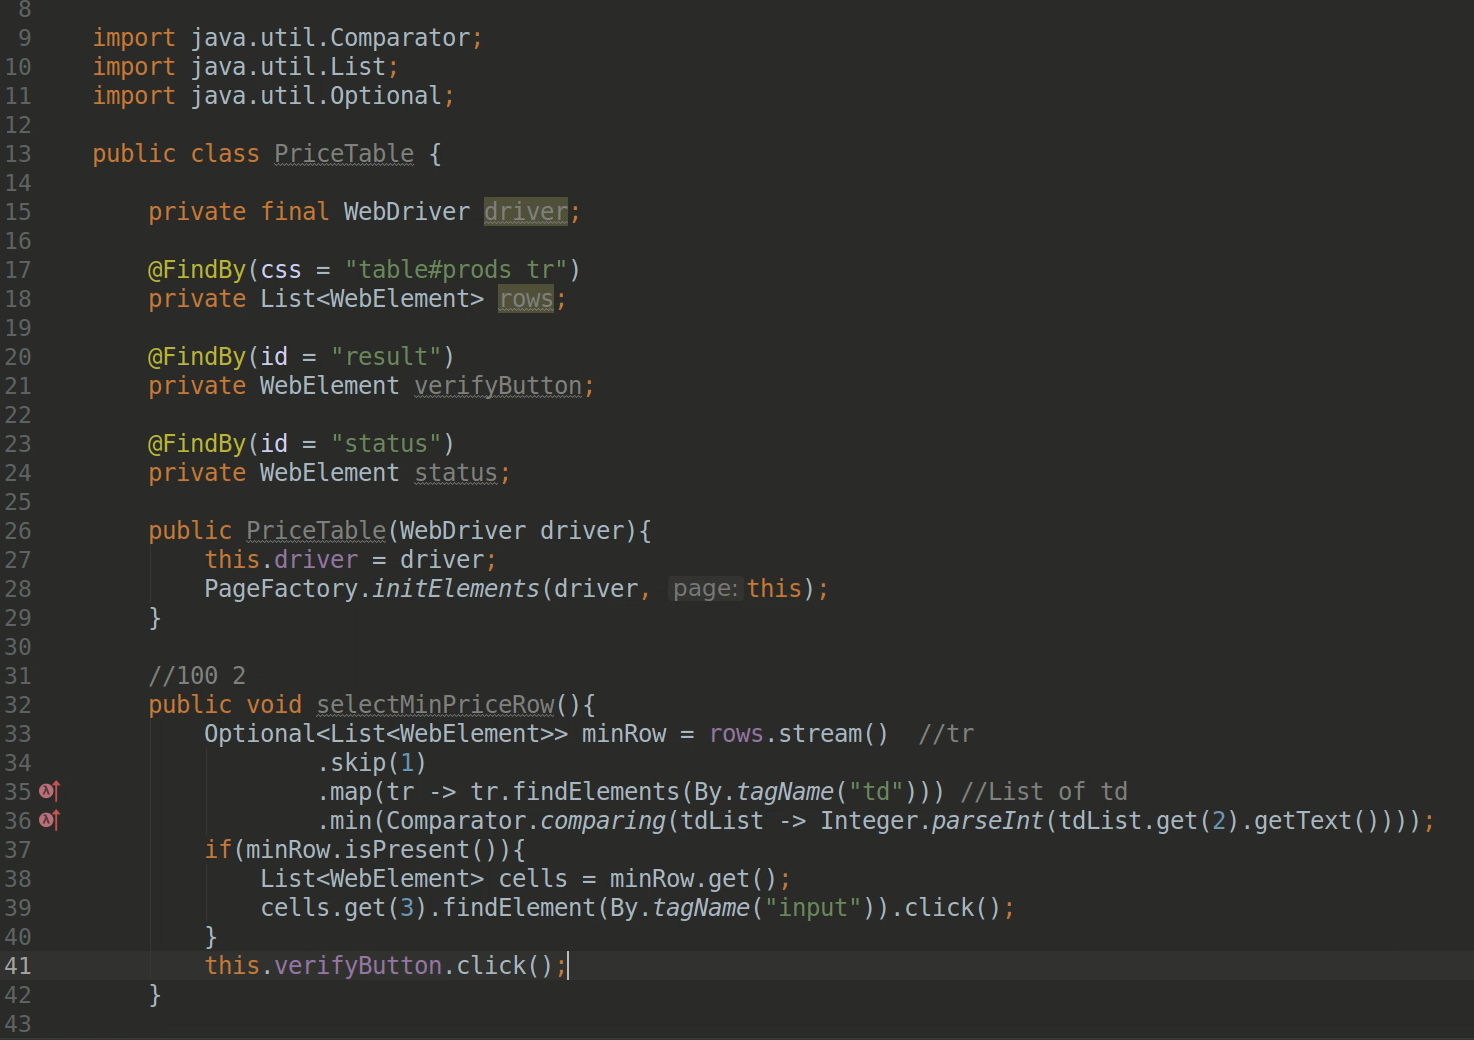 8
9 import java.util.Comparator;
10 import java.util.List;
11 import java.util.Optional;
12
13 public class PriceTable {
14
15 private final WebDriver driver;
16
17 @FindBy(css = "table#prods tr")
18 private List<WebElement> rows;
19
20 @FindBy(id = "result")
21 private WebElement verifyButton;
22
23 @FindBy(id = "status")
24 private WebElement status;
25
26 public PriceTable(WebDriver driver){
27 this.driver = driver;
28 PageFactory.initElements(driver, page: this);
29 }
30
31 //100 2
32 public void selectMinPriceRow(){
33 Optional<List<WebElement>> minRow = rows.stream() //tr
34 .skip(1)
35 .map(tr -> tr.findElements(By.tagName("td"))) //List of td
36 .min(Comparator.comparing(tdList -> Integer.parseInt(tdList.get(2).getText())));
37 if(minRow.isPresent()){
38 List<WebElement> cells = minRow.get();
39 cells.get(3).findElement(By.tagName("input")).click();
40 }
41 this.verifyButton.click();
42 }
43